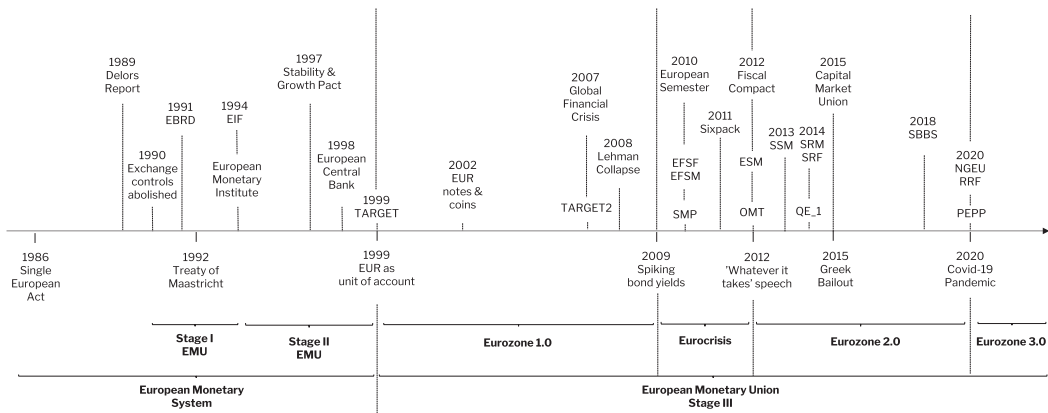 1989
Delors
Report
1990
Exchange
controls
abolished
1991
EBRD
1994
EIF
European
Monetary
Institute
1997
Stability &
Growth Pact
1998
European
Central
Bank
1999
TARGET
2002
EUR
notes &
coins
2007
Global
Financial
Crisis
TARGET2
2008
Lehman
Collapse
2010
European
Semester
EFSF
EFSM
SMP
2011
Sixpack
2012
Fiscal
Compact
ESM
OMT
2013
SSM
2014
SRM
SRF
QE_1
2015
Capital
Market
Union
2018
SBBS
2020
NGEU
RRF
PEPP
1986
Single
European
Act
1992
Treaty of
Maastricht
1999
EUR as
unit of account
2009
Spiking
bond yields
2012
'Whatever it
takes' speech
2015
Greek
Bailout
2020
Covid-19
Pandemic
Stage I
EMU
Stage II
EMU
Eurozone 1.0
Eurocrisis
Eurozone 2.0
Eurozone 3.0
European Monetary
System
European Monetary Union
Stage III